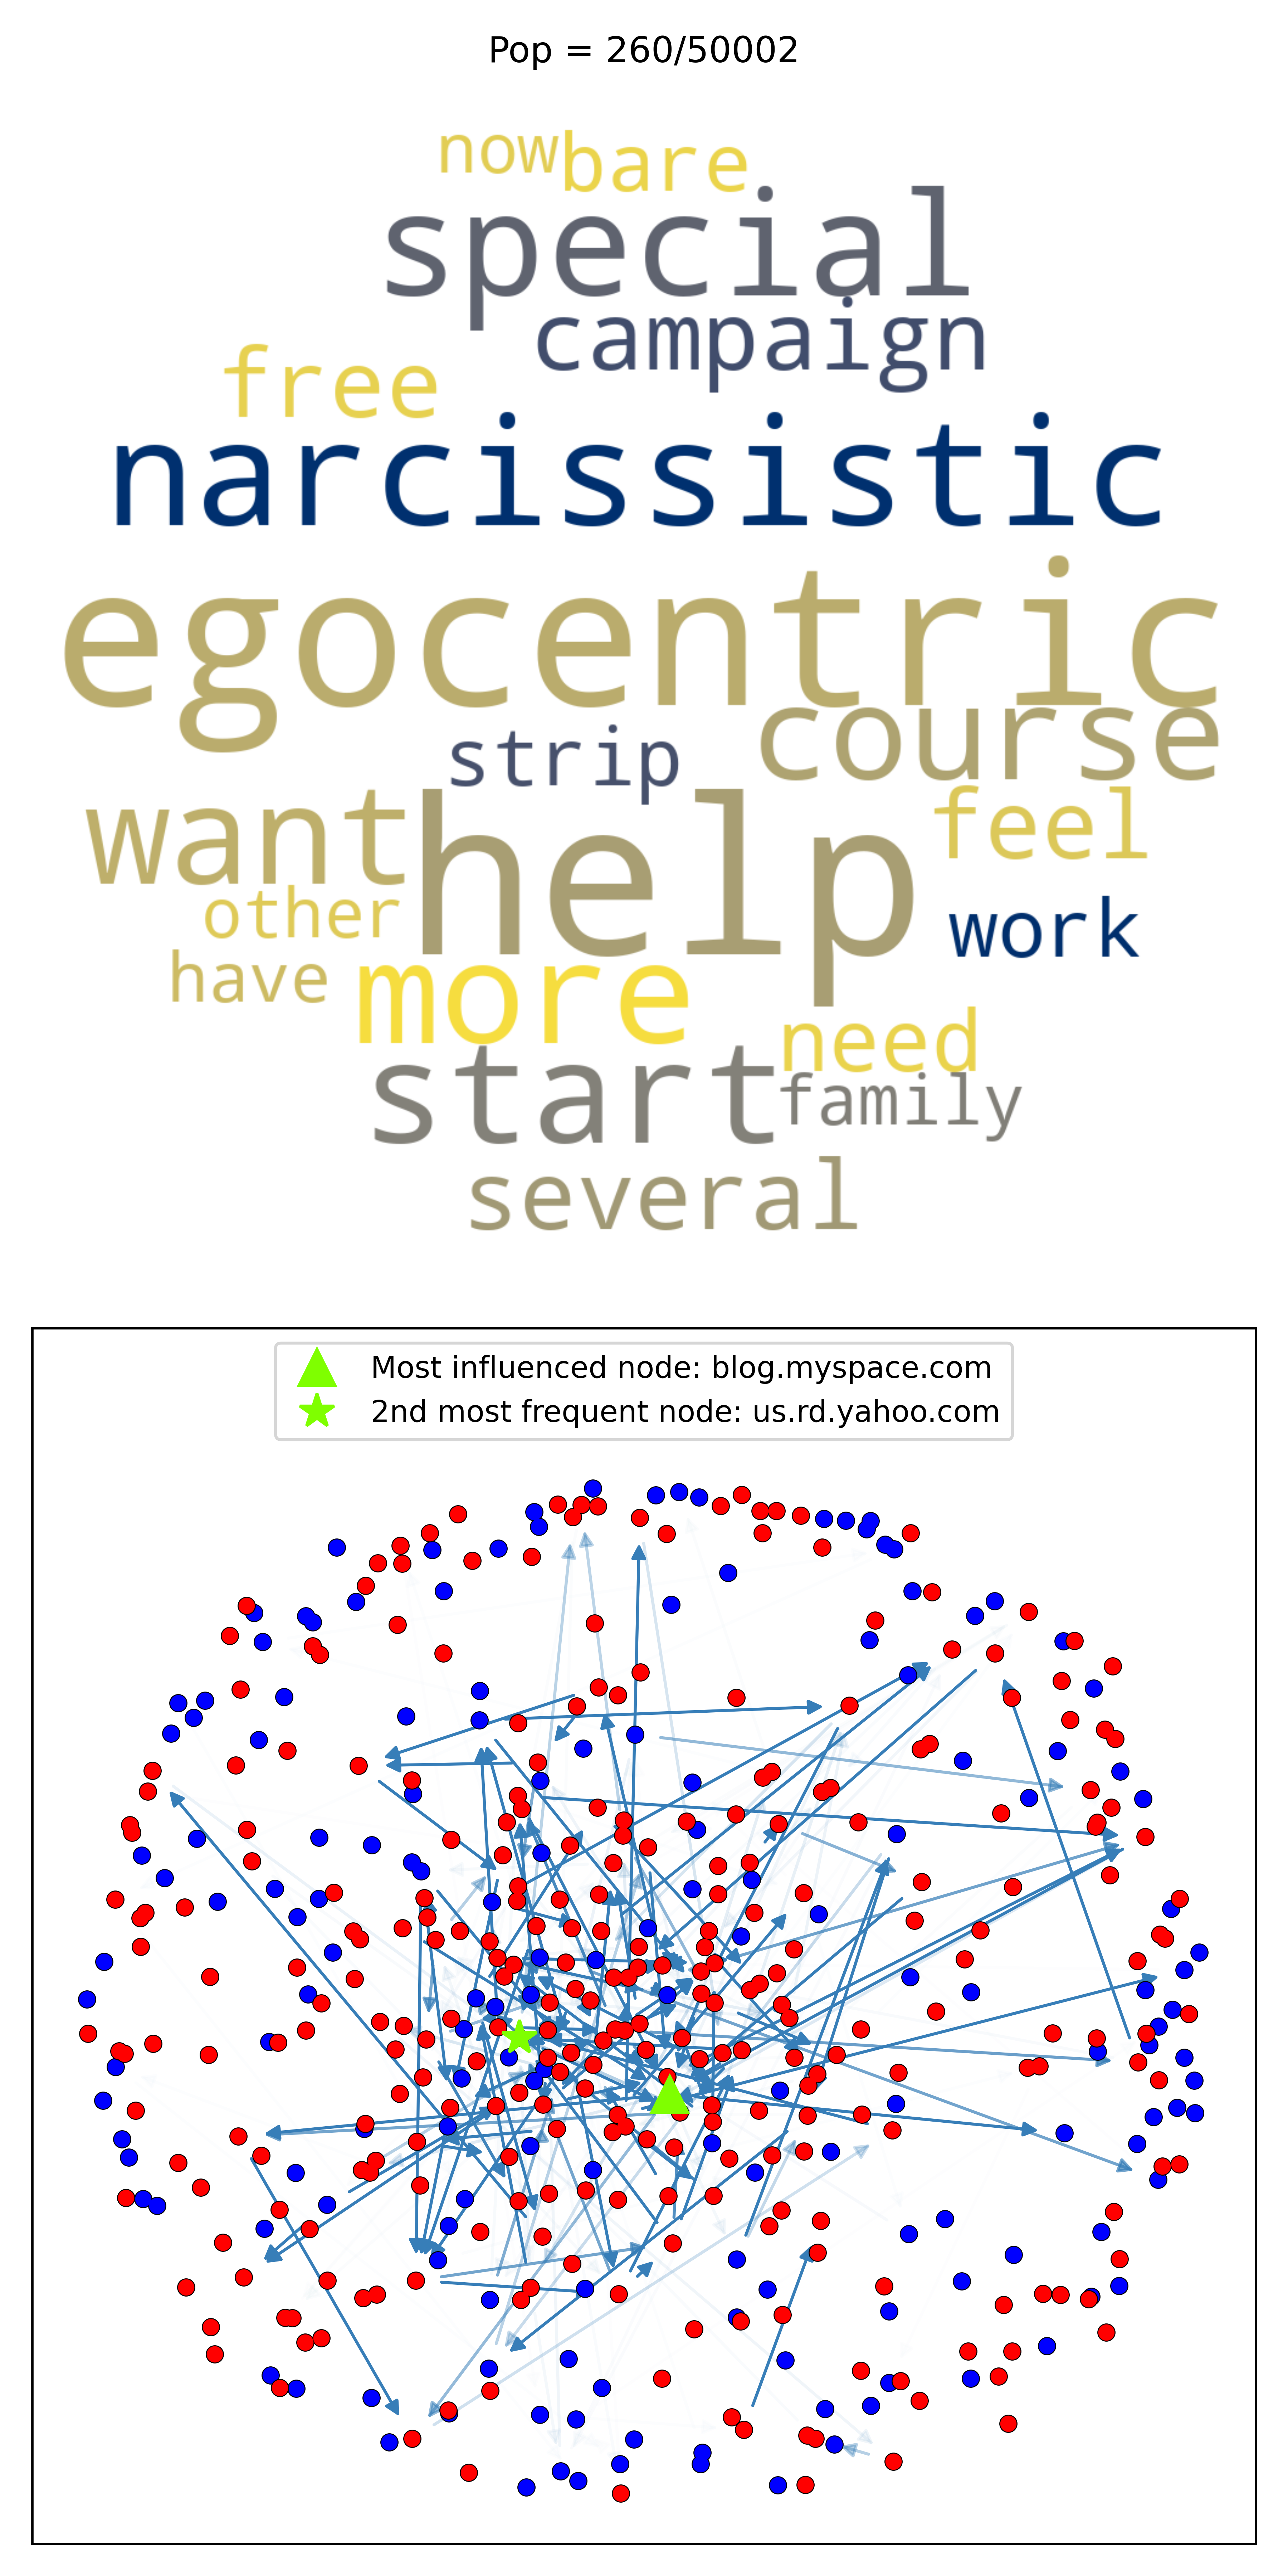 Pop = 260/50002
now bare
special
campaign
free
narcissistic
egocentric
course
strip
want help feel
other work
have more
need
start family
several
Most influenced node: blog.myspace.com
2nd most frequent node: us.rd.yahoo.com